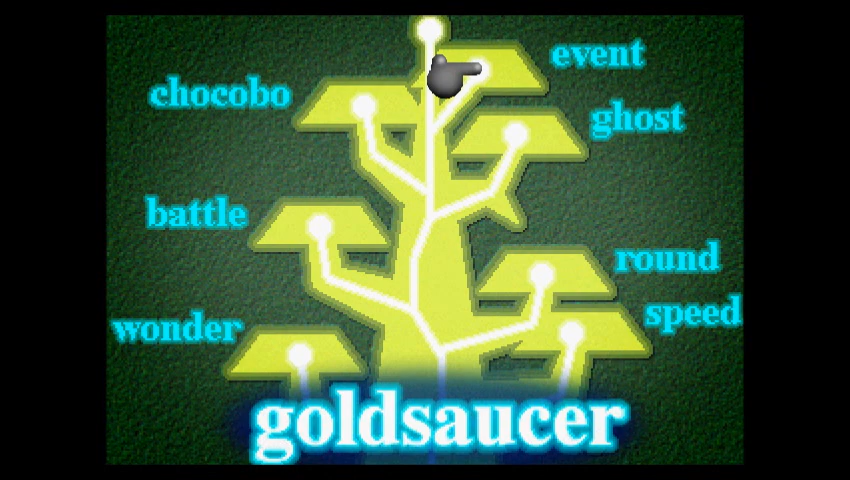 event
chocobo
ghost
battle
round
speed
wonder
goldsaucer